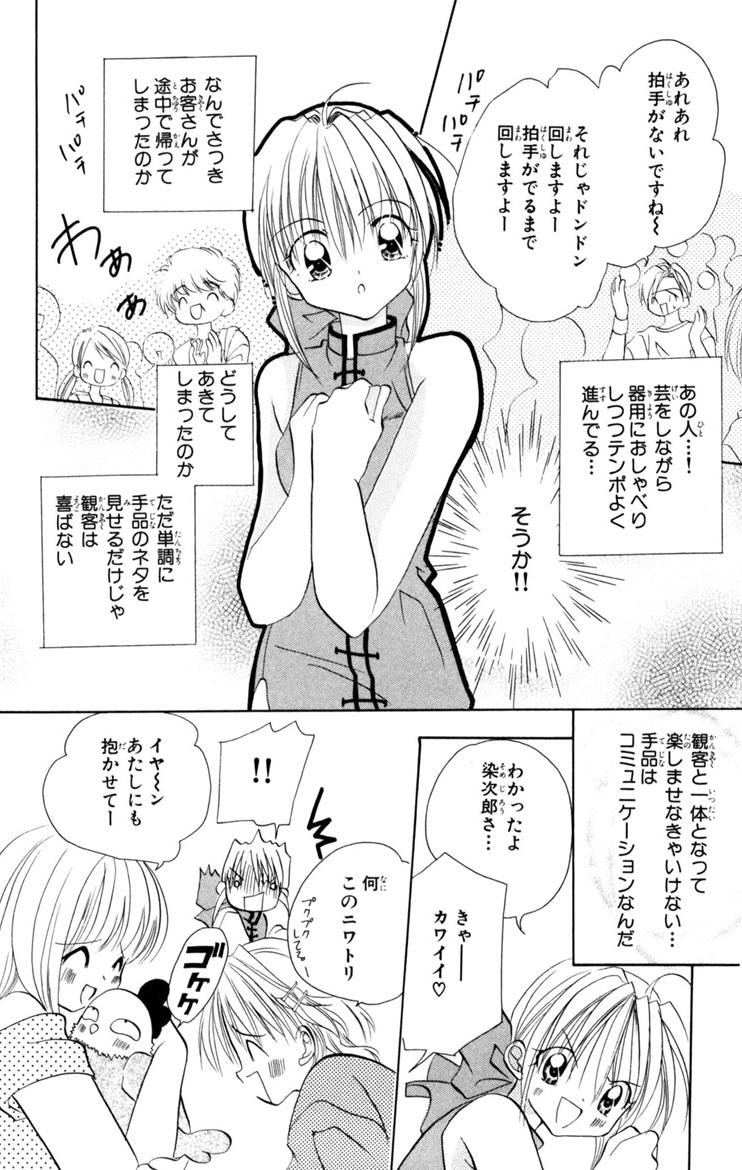 あれあれ
拍手がないですね〜
それじゃドンドン
回しますよー
拍手がでるまで
回しますよー
パチ
パチ
パチ
パチ
なんでさっき
お客さんが
途中で帰って
しまったのか
わぁ
ぁぁ
あの人…！
芸をしながら
器用におしゃべり
しつつテンポよく
進んでる…
どうして
あきて
しまったのか
そうか!!
ただ単調に
手品のネタを
見せるだけじゃ
観客は
喜ばない
観客と一体となって
楽しませなきゃいけない…
手品は
コミュニケーションなんだ
わかったよ
染次郎さ…
きゃー
カワイイ♡
!!
何
このニワトリ
プクプク
してるー
イヤ〜ン
あたしにも
抱かせてー
ゴケケ